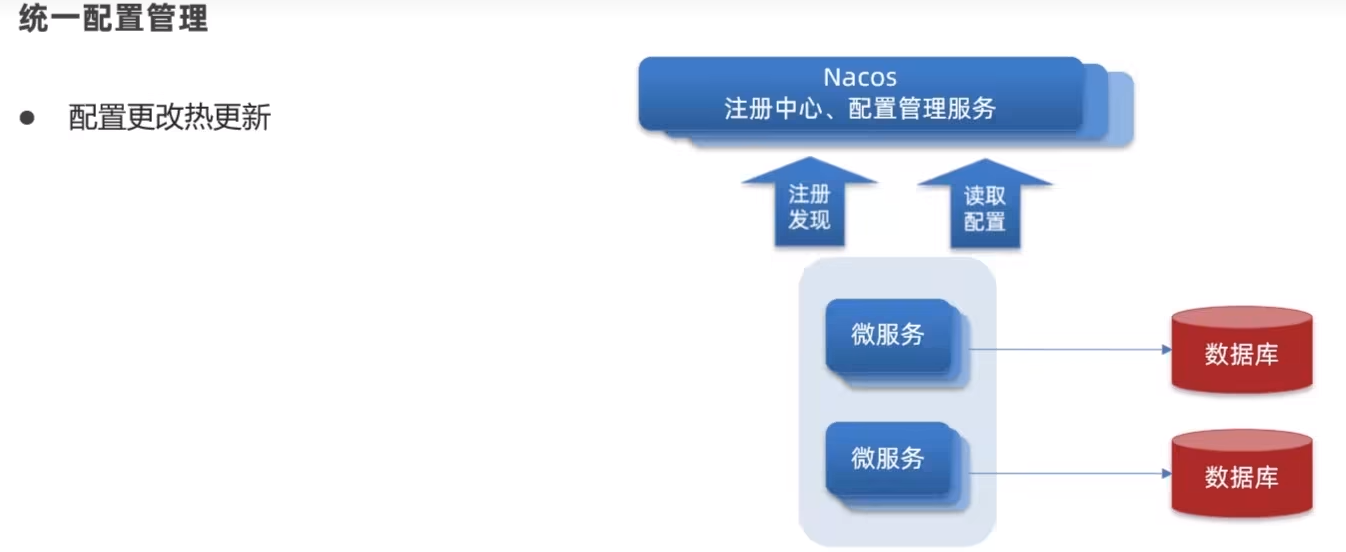 统一配置管理
● 配置更改热更新
Nacos
注册中心、配置管理服务
注册
发现
读取
配置
微服务
数据库
微服务
数据库